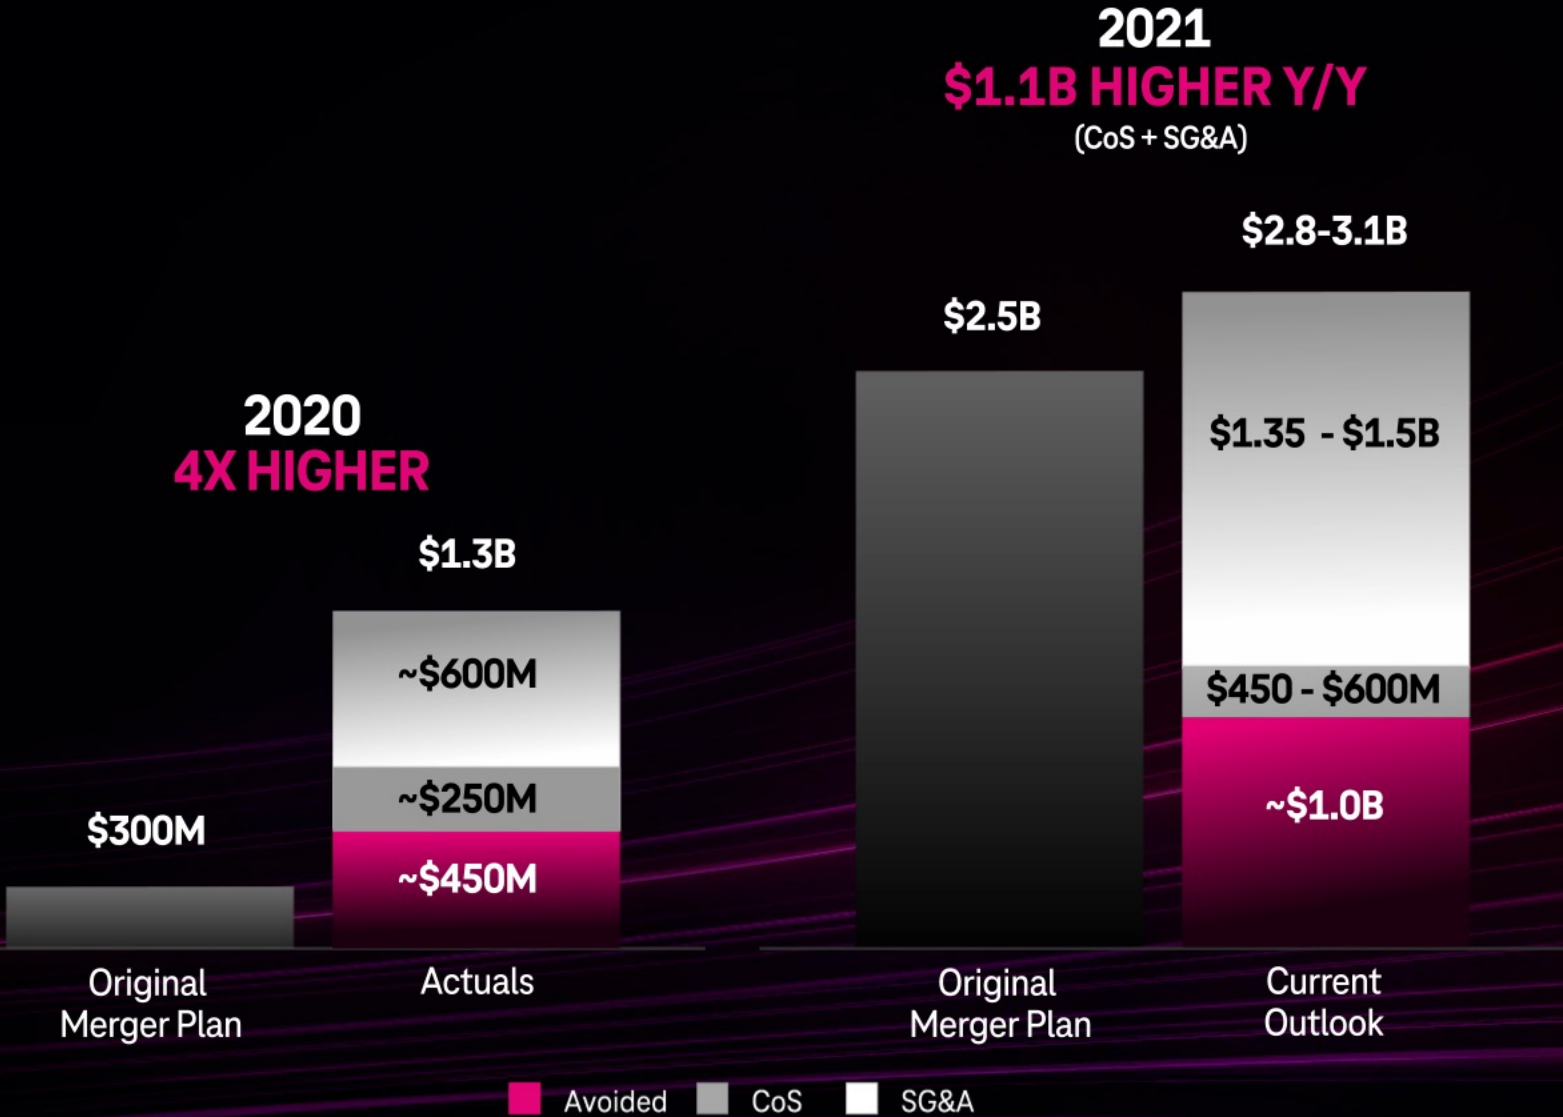 2021
$1.1B HIGHER Y/Y
(CoS + SG&A)
$2.8-3.1B
$2.5B
$1.35 - $1.5B
$450 - $600M
~$1.0B
2020
4X HIGHER
$1.3B
~$600M
~$250M
~$450M
$300M
Original
Merger Plan
Actuals
Original
Merger Plan
Current
Outlook
Avoided
CoS
SG&A